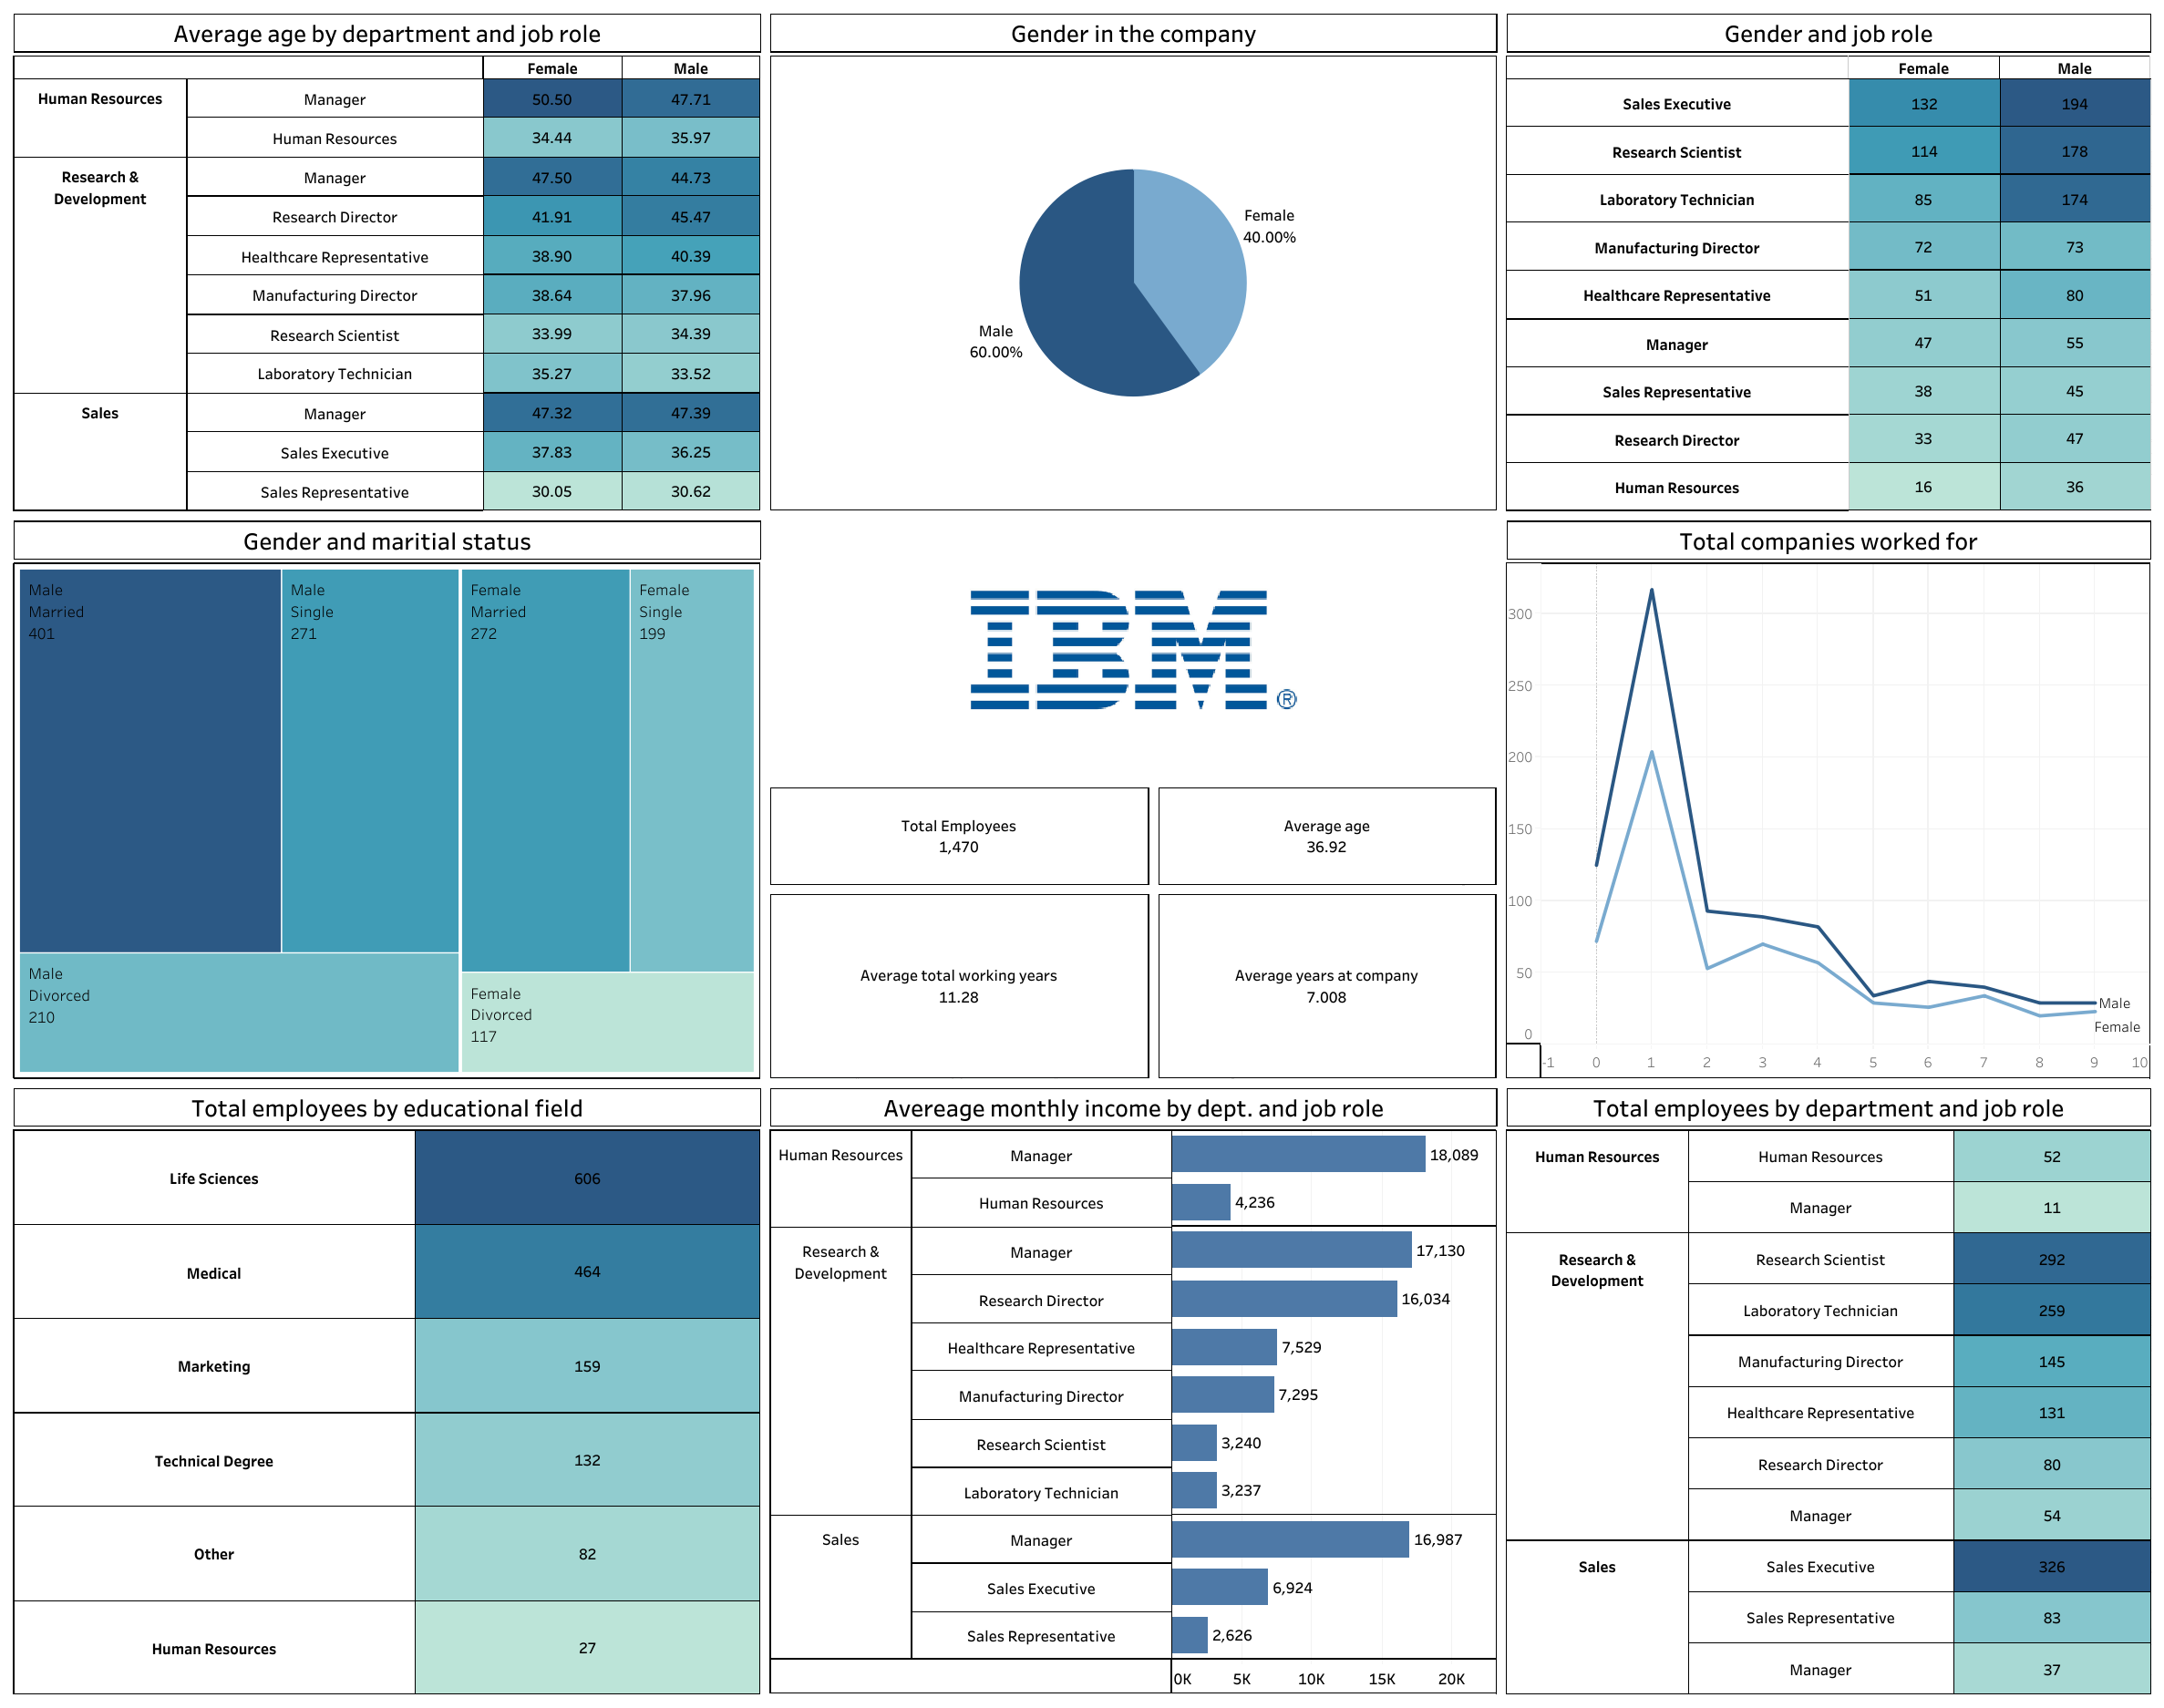 Average age by department and job role
Female Male
Human Resources Manager 50.50 47.71
Human Resources 34.44 35.97
Research & Development Manager 47.50 44.73
Research Director 41.91 45.47
Healthcare Representative 38.90 40.39
Manufacturing Director 38.64 37.96
Research Scientist 33.99 34.39
Laboratory Technician 35.27 33.52
Sales Manager 47.32 47.39
Sales Executive 37.83 36.25
Sales Representative 30.05 30.62
Gender in the company
Female
40.00%
Male
60.00%
Gender and job role
Female Male
Sales Executive 132 194
Research Scientist 114 178
Laboratory Technician 85 174
Manufacturing Director 72 73
Healthcare Representative 51 80
Manager 47 55
Sales Representative 38 45
Research Director 33 47
Human Resources 16 36
Gender and maritial status
Male
Married
401
Male
Single
271
Female
Married
272
Female
Single
199
Male
Divorced
210
Female
Divorced
117
IBM®
Total Employees
1,470
Average age
36.92
Average total working years
11.28
Average years at company
7.008
Total companies worked for
300
250
200
150
100
50
0
Male
Female
-1 0 1 2 3 4 5 6 7 8 9 10
Total employees by educational field
Life Sciences 606
Medical 464
Marketing 159
Technical Degree 132
Other 82
Human Resources 27
Avereage monthly income by dept. and job role
Human Resources Manager 18,089
Human Resources 4,236
Research & Development Manager 17,130
Research Director 16,034
Healthcare Representative 7,529
Manufacturing Director 7,295
Research Scientist 3,240
Laboratory Technician 3,237
Sales Manager 16,987
Sales Executive 6,924
Sales Representative 2,626
0K 5K 10K 15K 20K
Total employees by department and job role
Human Resources Human Resources 52
Manager 11
Research & Development Research Scientist 292
Laboratory Technician 259
Manufacturing Director 145
Healthcare Representative 131
Research Director 80
Manager 54
Sales Sales Executive 326
Sales Representative 83
Manager 37